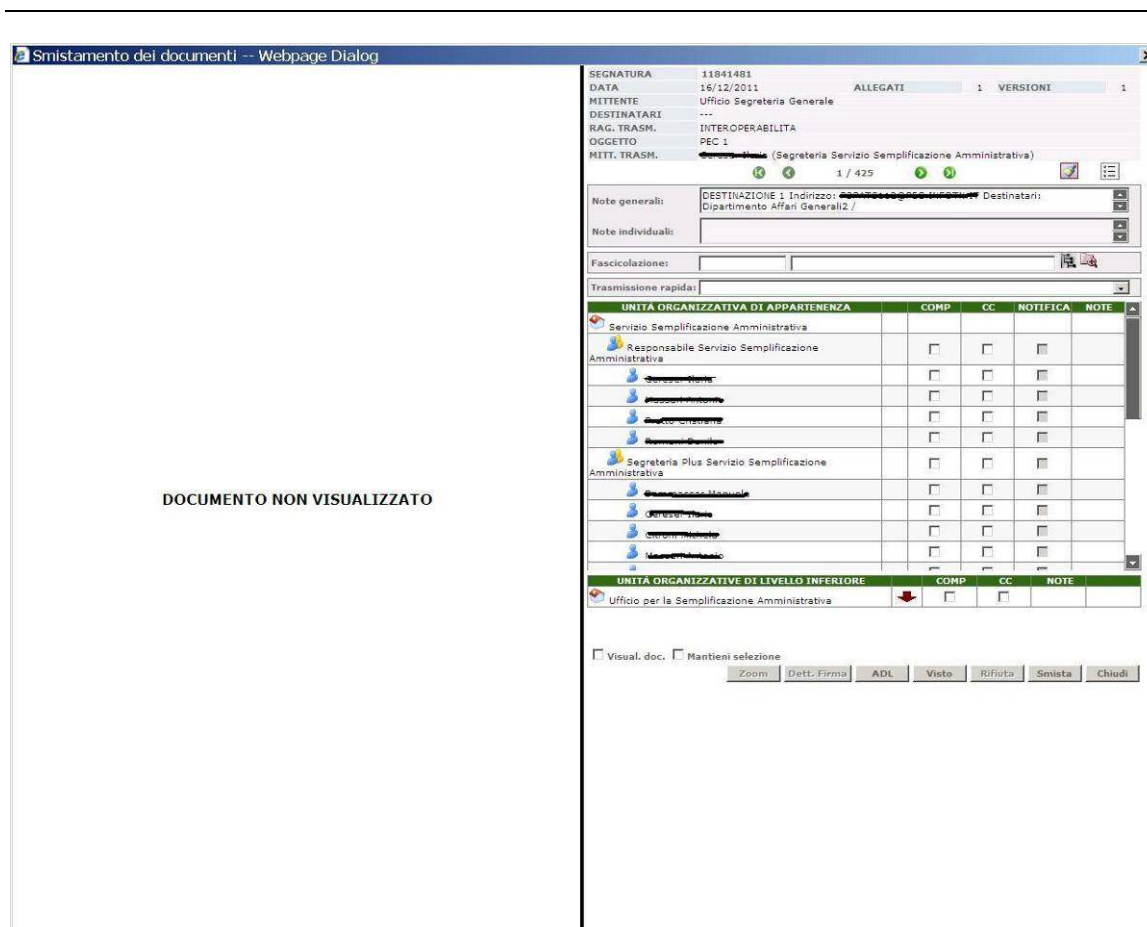 Smistamento dei documenti -- Webpage Dialog
SEGNATURA 11841481
DATA 16/12/2011 ALLEGATI 1 VERSIONI 1
MITTENTE Ufficio Segreteria Generale
DESTINATARI ---
RAG. TRASM. INTEROPERABILITA
OGGETTO PEC 1
MITT. TRASM. (Segreteria Servizio Semplificazione Amministrativa)
1 / 425
Note generali: DESTINAZIONE 1 Indirizzo: Destinatari:
Dipartimento Affari Generali2 /
Note individuali:
Fascicolazione:
Trasmissione rapida:
UNITÀ ORGANIZZATIVA DI APPARTENENZA COMP CC NOTIFICA NOTE
Servizio Semplificazione Amministrativa
Responsabile Servizio Semplificazione
Amministrativa
Segreteria Plus Servizio Semplificazione
Amministrativa
DOCUMENTO NON VISUALIZZATO
UNITÀ ORGANIZZATIVE DI LIVELLO INFERIORE COMP CC NOTE
Ufficio per la Semplificazione Amministrativa
Visual. doc. Mantieni selezione
Zoom Dett. Firma ADL Visto Rifiuta Smista Chiudi